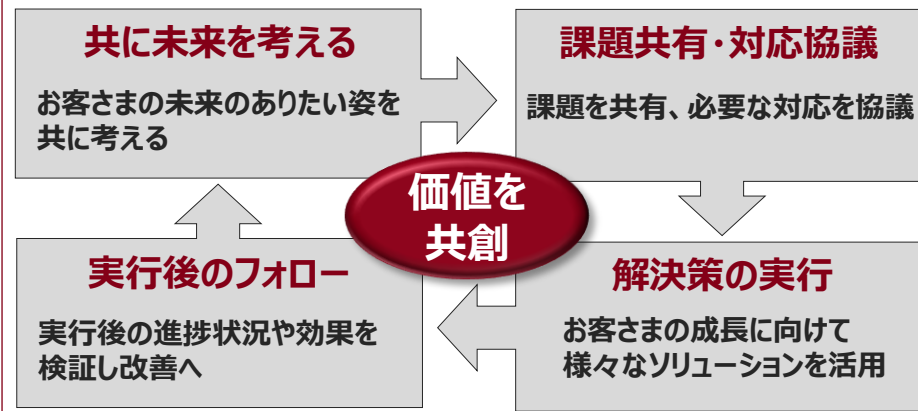 共に未来を考える
お客さまの未来のありたい姿を
共に考える
課題共有・対応協議
課題を共有、必要な対応を協議
価値を
共創
実行後のフォロー
実行後の進捗状況や効果を
検証し改善へ
解決策の実行
お客さまの成長に向けて
様々なソリューションを活用